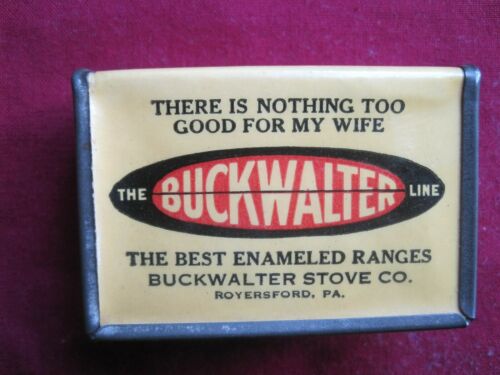 THERE IS NOTHING TOO
GOOD FOR MY WIFE
THE BUCKWALTER LINE
THE BEST ENAMELED RANGES
BUCKWALTER STOVE CO.
ROYERSFORD, PA.